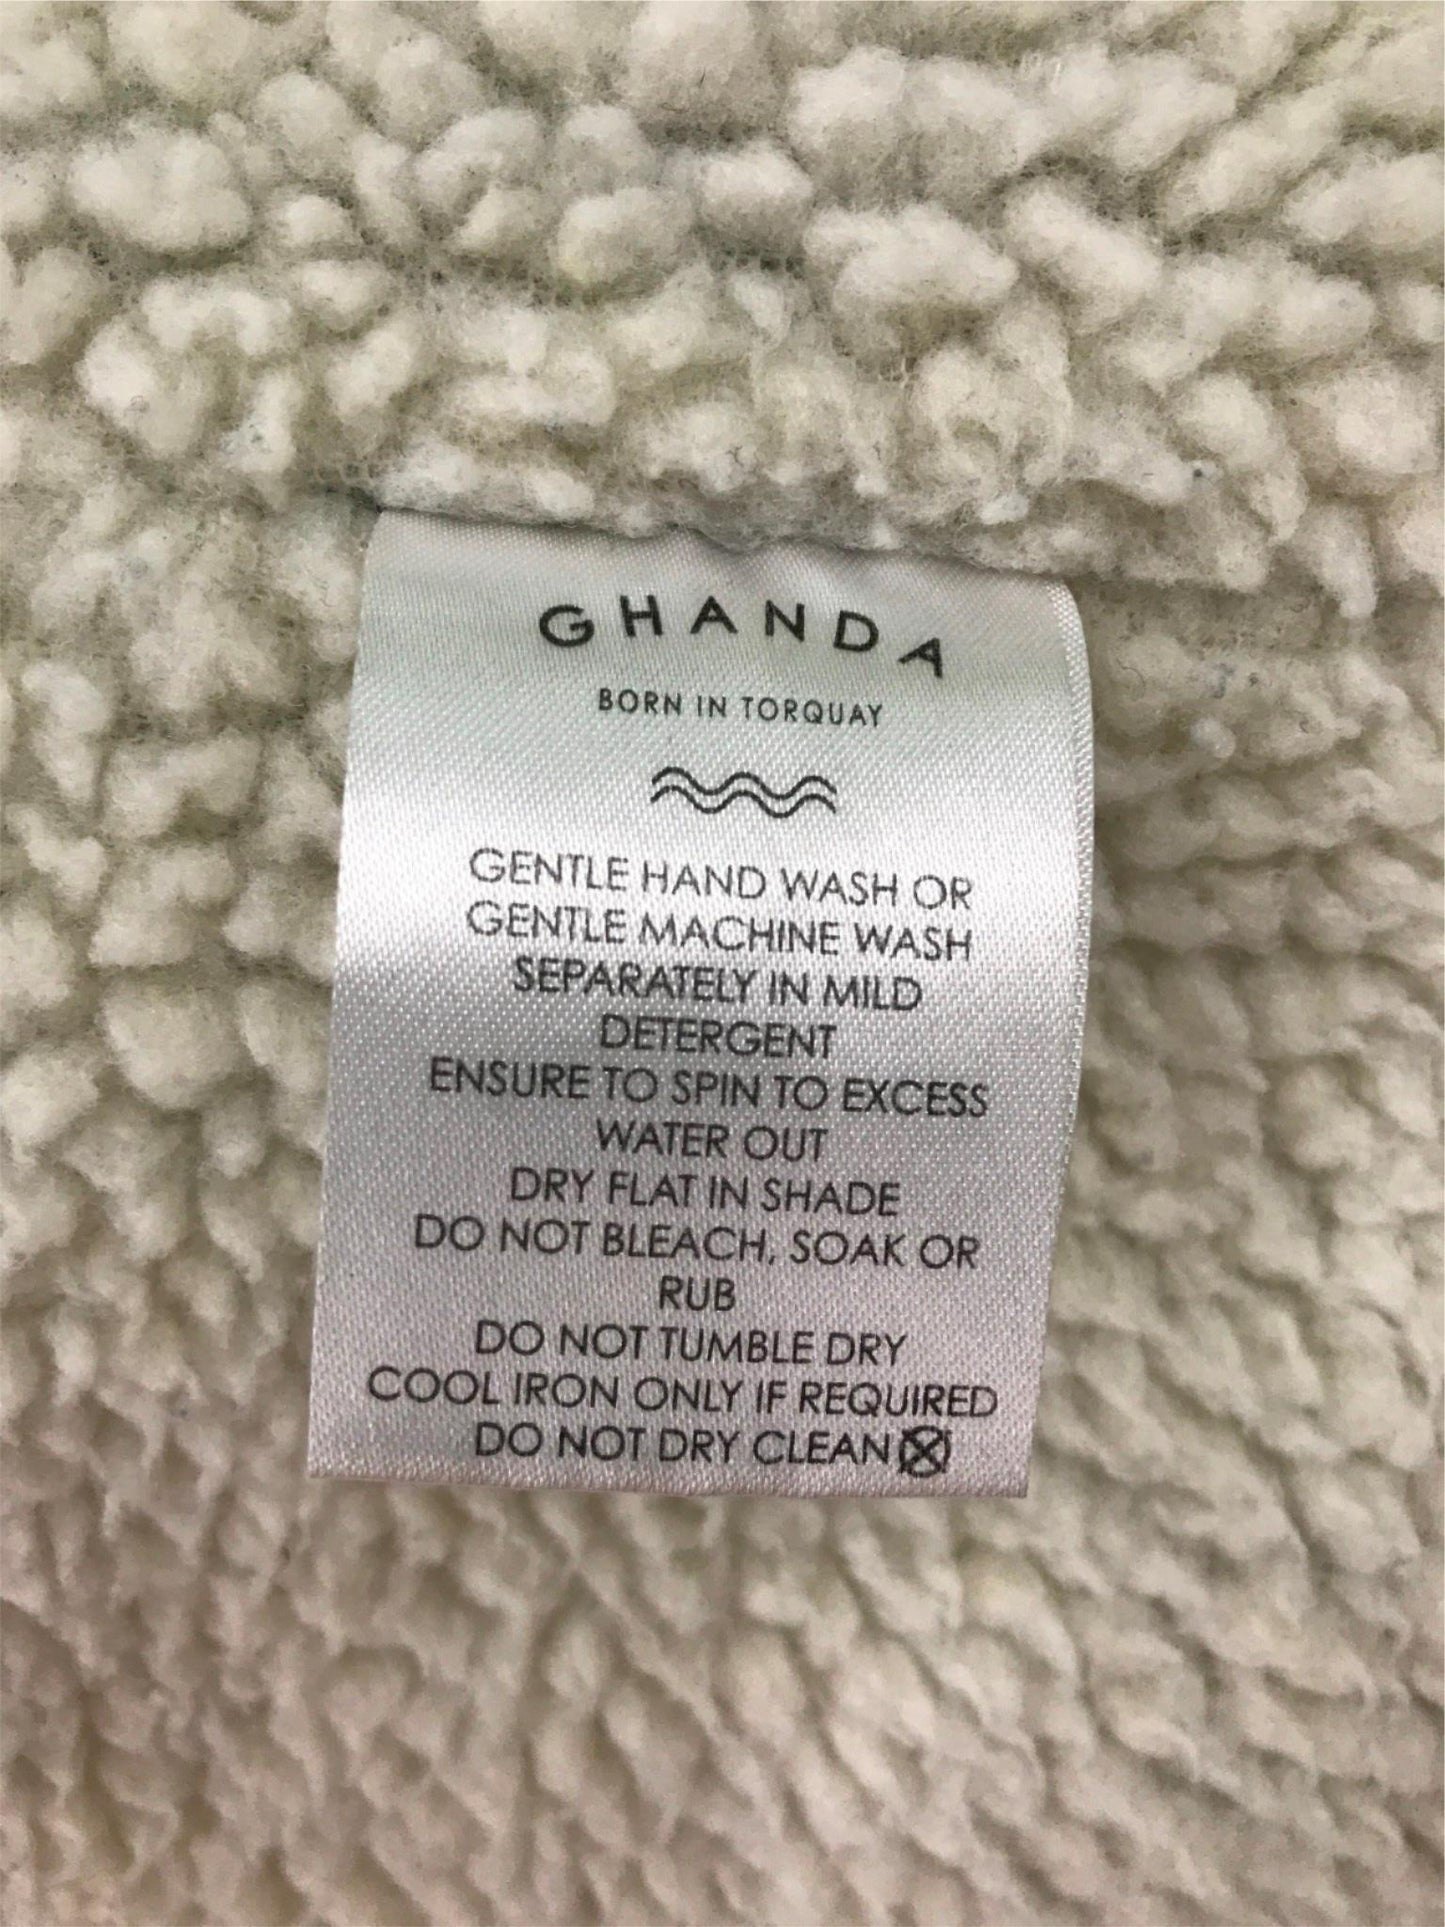 GHANDA
BORN IN TORQUAY
GENTLE HAND WASH OR
GENTLE MACHINE WASH
SEPARATELY IN MILD
DETERGENT
ENSURE TO SPIN TO EXCESS
WATER OUT
DRY FLAT IN SHADE
DO NOT BLEACH, SOAK OR
RUB
DO NOT TUMBLE DRY
COOL IRON ONLY IF REQUIRED
DO NOT DRY CLEAN